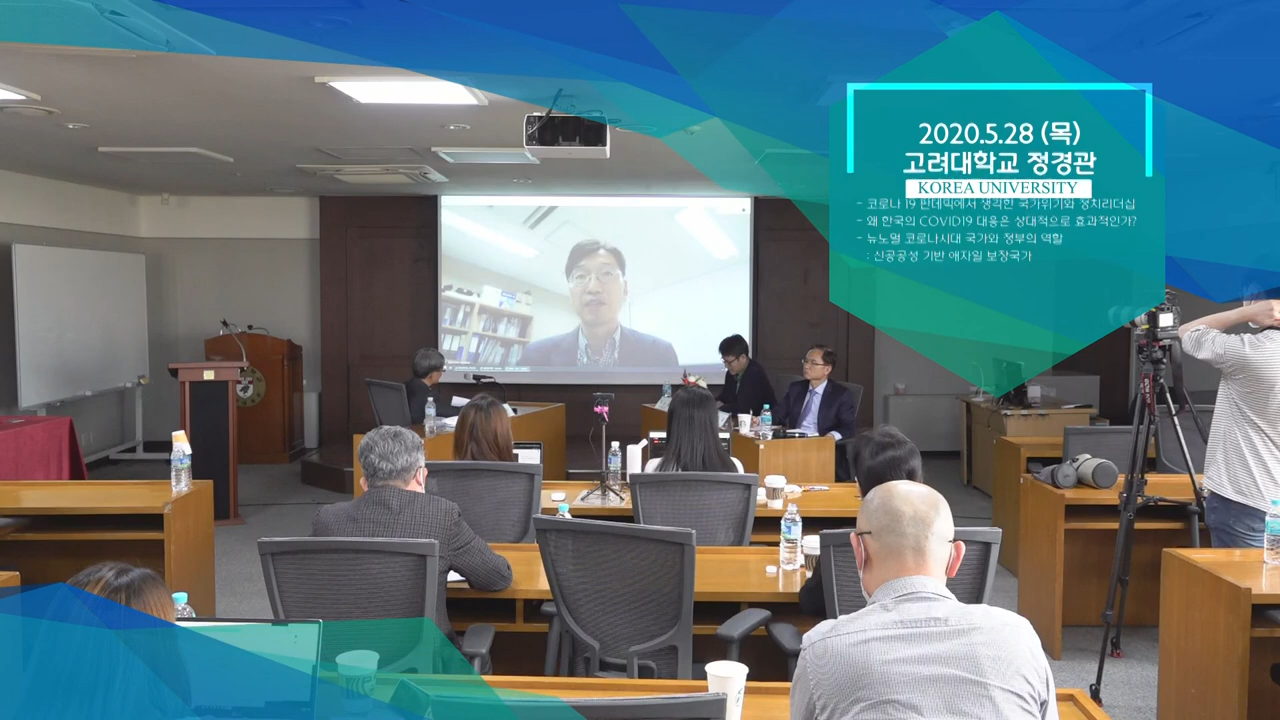 2020.5.28 (목)
고려대학교 정경관
KOREA UNIVERSITY
- 코로나 19 판데믹에서 생각한 국가위기와 정치리더십
- 왜 한국의 COVID19 대응은 상대적으로 효과적인가?
- 뉴노멀 코로나시대 국가와 정부의 역할
: 신공공성 기반 애자일 보장국가